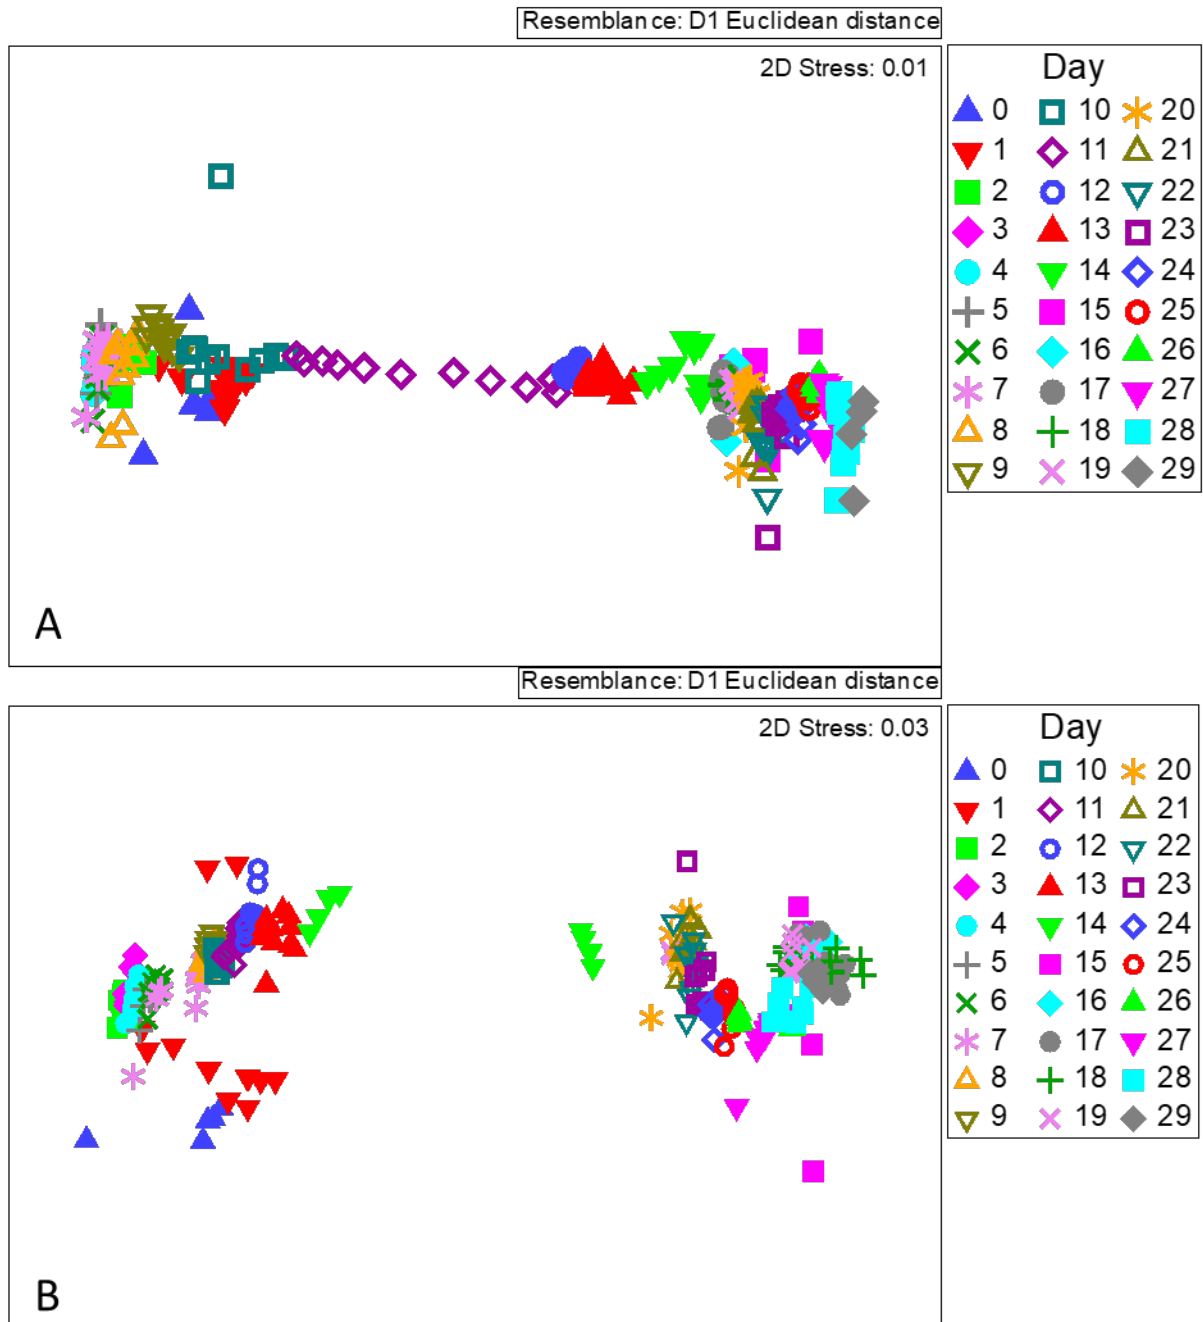 Resemblance: D1 Euclidean distance
2D Stress: 0.01
Day
0 10 20
1 11 21
2 12 22
3 13 23
4 14 24
5 15 25
6 16 26
7 17 27
8 18 28
9 19 29
A
Resemblance: D1 Euclidean distance
2D Stress: 0.03
Day
0 10 20
1 11 21
2 12 22
3 13 23
4 14 24
5 15 25
6 16 26
7 17 27
8 18 28
9 19 29
B